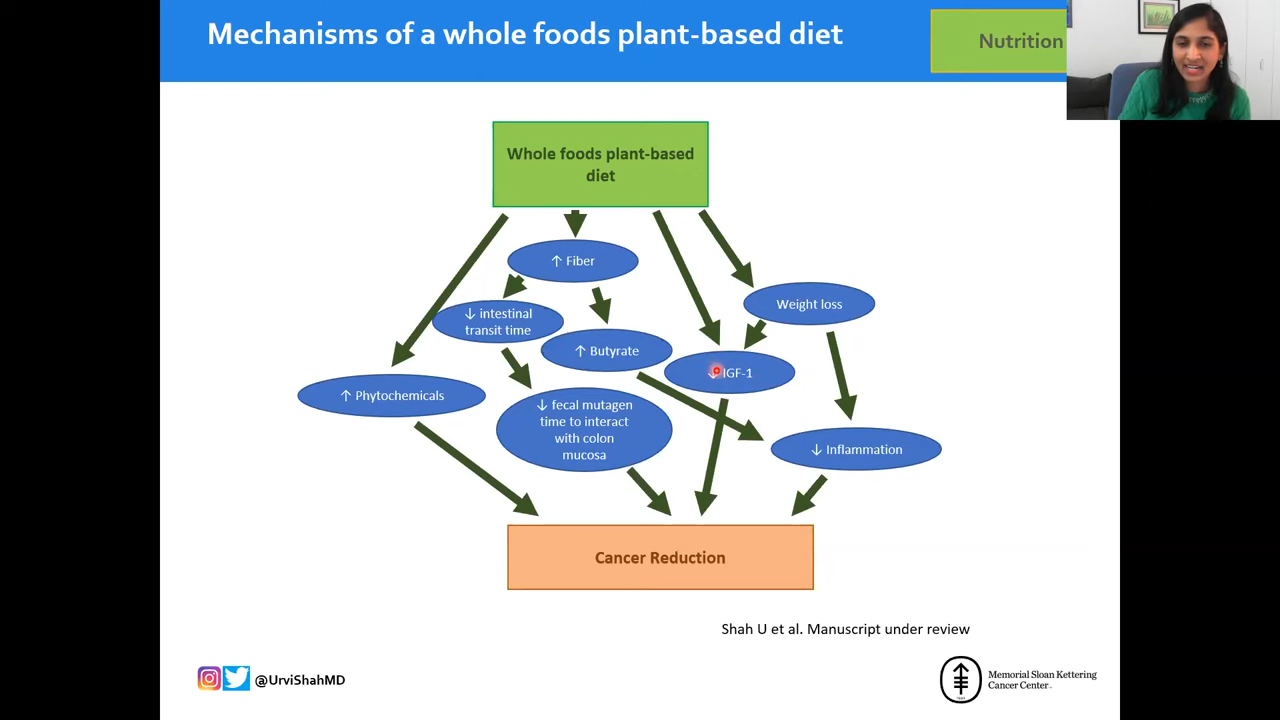 Mechanisms of a whole foods plant-based diet
Nutrition
Whole foods plant-based
diet
↑ Fiber
↓ intestinal
transit time
Weight loss
↑ Butyrate
↓ IGF-1
↑ Phytochemicals
↓ fecal mutagen
time to interact
with colon
mucosa
↓ Inflammation
Cancer Reduction
Shah U et al. Manuscript under review
@UrviShahMD
Memorial Sloan Kettering
Cancer Center